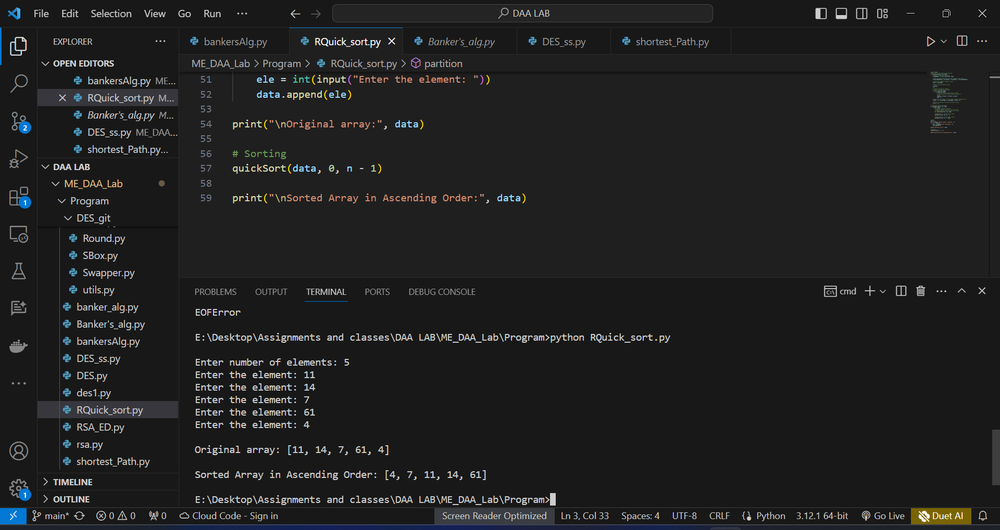 File Edit Selection View Go Run ... DAA LAB
EXPLORER ...
OPEN EDITORS
bankersAlg.py ME...
RQuick_sort.py M...
Banker's_alg.py M...
DES_ss.py ME_DAA...
shortest_Path.py...
DAA LAB
ME_DAA_Lab
Program
DES_git
Round.py
SBox.py
Swapper.py
utils.py
banker_alg.py
Banker's_alg.py
bankersAlg.py
DES_ss.py
DES.py
des1.py
RQuick_sort.py
RSA_ED.py
rsa.py
shortest_Path.py
TIMELINE
OUTLINE
2
1
1
bankersAlg.py RQuick_sort.py Banker's_alg.py DES_ss.py shortest_Path.py
ME_DAA_Lab > Program > RQuick_sort.py > partition
51 ele = int(input("Enter the element: "))
52 data.append(ele)
53
54 print("\nOriginal array:", data)
55
56 # Sorting
57 quickSort(data, 0, n - 1)
58
59 print("\nSorted Array in Ascending Order:", data)
PROBLEMS OUTPUT TERMINAL PORTS DEBUG CONSOLE cmd
EOFError
E:\Desktop\Assignments and classes\DAA LAB\ME_DAA_Lab\Program>python RQuick_sort.py
Enter number of elements: 5
Enter the element: 11
Enter the element: 14
Enter the element: 7
Enter the element: 61
Enter the element: 4
Original array: [11, 14, 7, 61, 4]
Sorted Array in Ascending Order: [4, 7, 11, 14, 61]
E:\Desktop\Assignments and classes\DAA LAB\ME_DAA_Lab\Program>
main* 0 0 0 Cloud Code - Sign in Screen Reader Optimized Ln 3, Col 33 Spaces: 4 UTF-8 CRLF Python 3.12.1 64-bit Go Live Duet AI